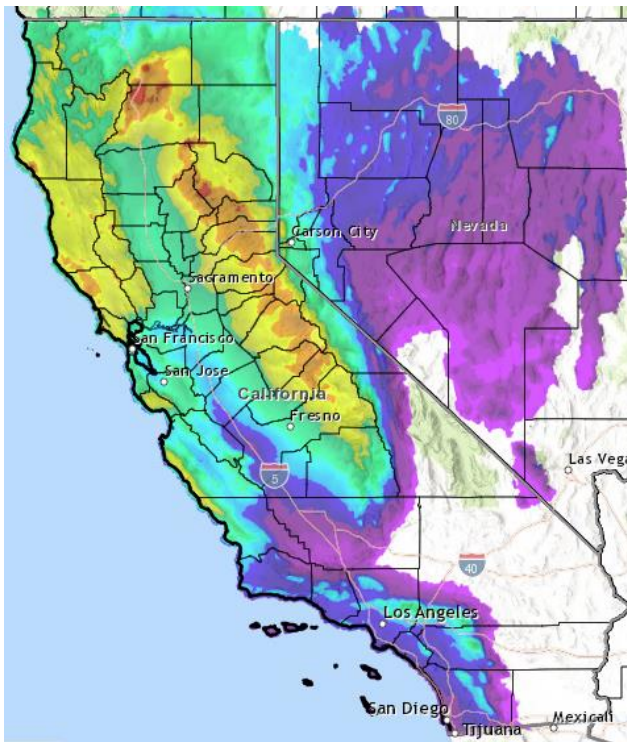 80
Nevada
Carson City
Sacramento
San Francisco
San Jose
California
Fresno
Las Vega
5
40
Los Angeles
San Diego
Tijuana
Mexicali